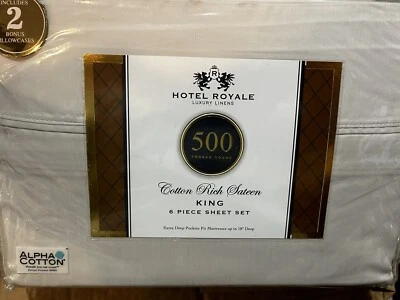 INCLUDES
2
BONUS
PILLOWCASES
R
HOTEL ROYALE
LUXURY LINENS
500
THREAD COUNT
Cotton Rich Sateen
KING
6 PIECE SHEET SET
Extra Deep Pockets Fit Mattresses up to 18" Deep
ALPHA
COTTON